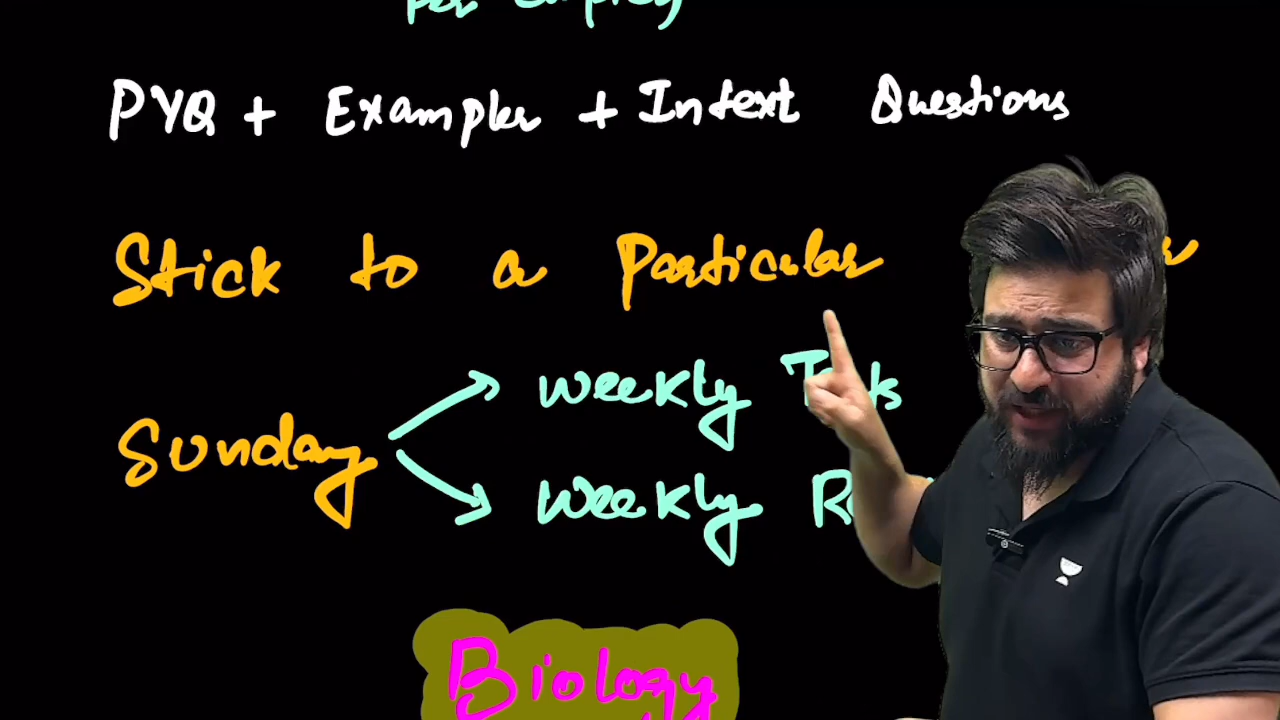 PYQ + Exampler + Intext Questions
Stick to a Particular
Sunday
Weekly
Weekly
Biology